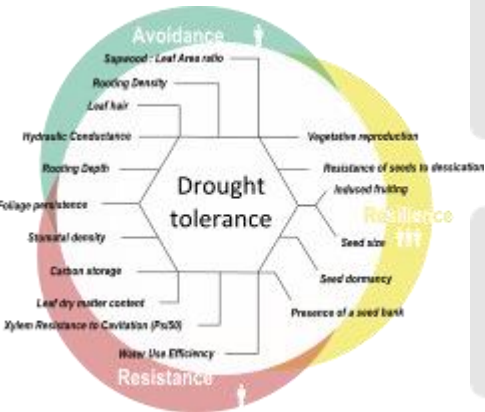 Avoidance
Sapwood : Leaf Area ratio
Rooting Density
Leaf hair
Hydraulic Conductance
Rooting Depth
Foliage persistence
Stomatal density
Carbon storage
Leaf dry matter content
Xylem Resistance to Cavitation (Psi50)
Water Use Efficiency
Resistance
Drought
tolerance
Vegetative reproduction
Resistance of seeds to dessication
Induced fruiting
Resilience
Seed size
Seed dormancy
Presence of a seed bank